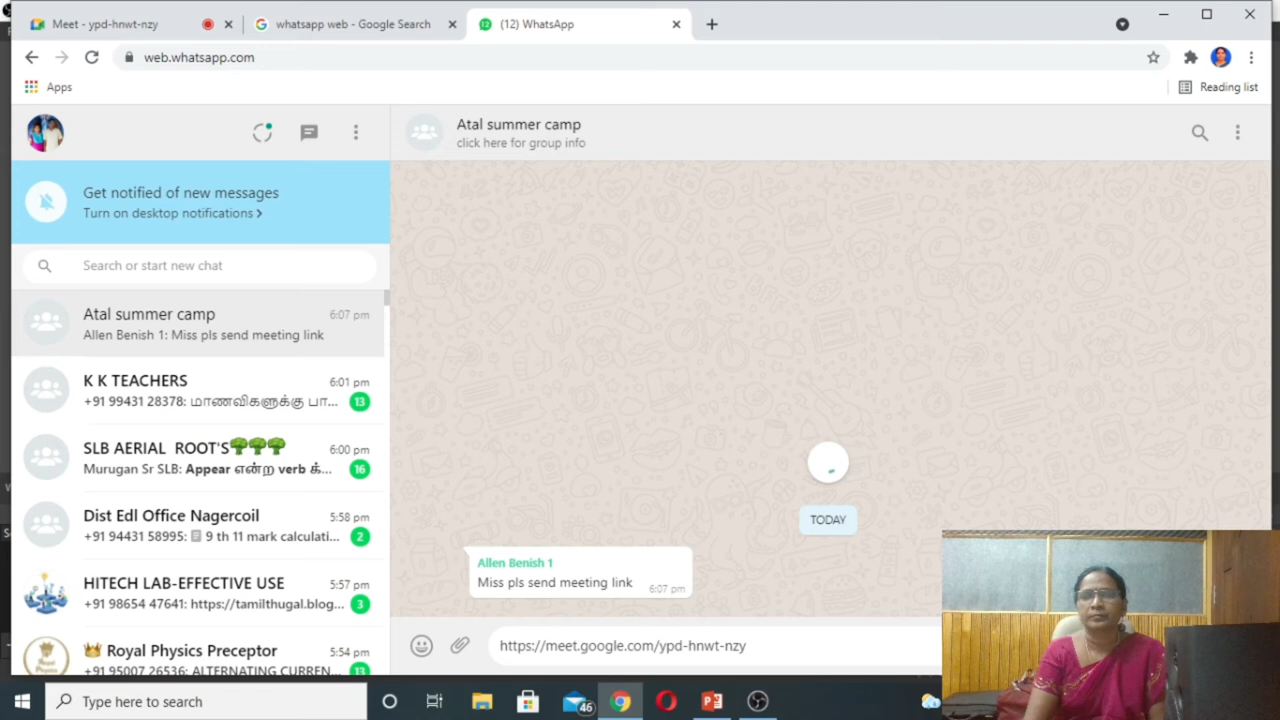 Meet - ypd-hnwt-nzy
whatsapp web - Google Search
12
(12) WhatsApp
web.whatsapp.com
Apps
Reading list
Atal summer camp
click here for group info
Get notified of new messages
Turn on desktop notifications >
Search or start new chat
Atal summer camp 6:07 pm
Allen Benish 1: Miss pls send meeting link
K K TEACHERS 6:01 pm
+91 99431 28378: மாணவிகளுக்கு பா... 13
SLB AERIAL ROOT'S🌳🌳🌳 6:00 pm
Murugan Sr SLB: Appear என்ற verb க்... 16
Dist Edl Office Nagercoil 5:58 pm
+91 94431 58995: 9 th 11 mark calculati... 2
HITECH LAB-EFFECTIVE USE 5:57 pm
+91 98654 47641: https://tamilthugal.blog... 3
👑 Royal Physics Preceptor 5:54 pm
+91 95007 26536: ALTERNATING CURREN... 13
TODAY
Allen Benish 1
Miss pls send meeting link 6:07 pm
https://meet.google.com/ypd-hnwt-nzy
Type here to search
46